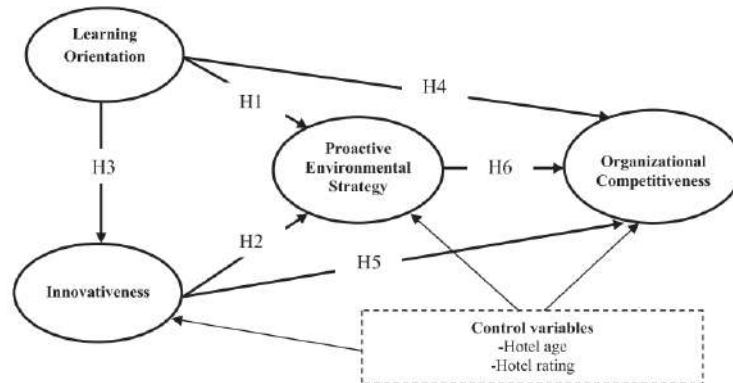 Learning
Orientation
H1
H4
H3
Proactive
Environmental
Strategy
H6
Organizational
Competitiveness
H2
H5
Innovativeness
Control variables
-Hotel age
-Hotel rating